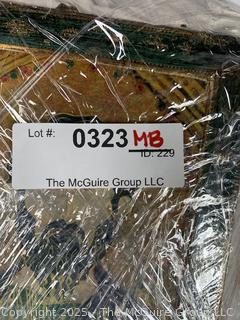 Lot #: 0323 MB
ID: 229
The McGuire Group LLC
Copyright 2025 - The McGuire Group LLC